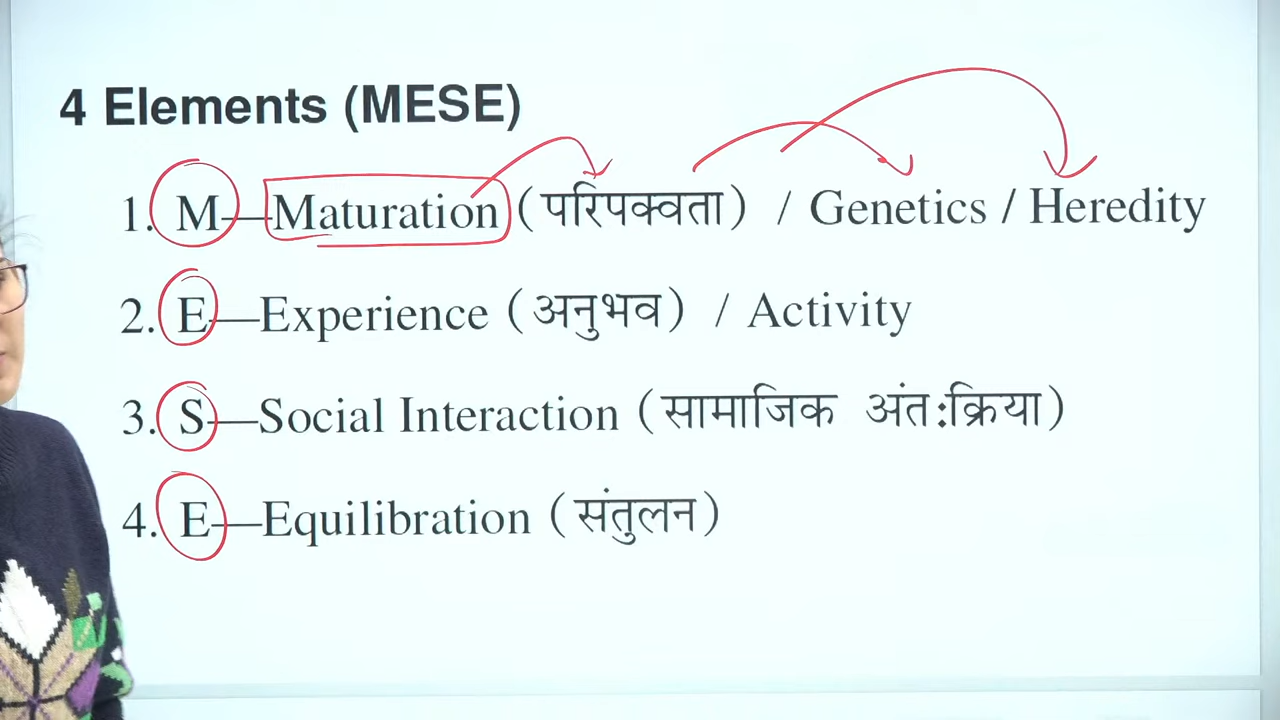 4 Elements (MESE)
1. M—Maturation (परिपक्वता) / Genetics / Heredity
2. E—Experience (अनुभव) / Activity
3. S—Social Interaction (सामाजिक अंत:क्रिया)
4. E—Equilibration (संतुलन)